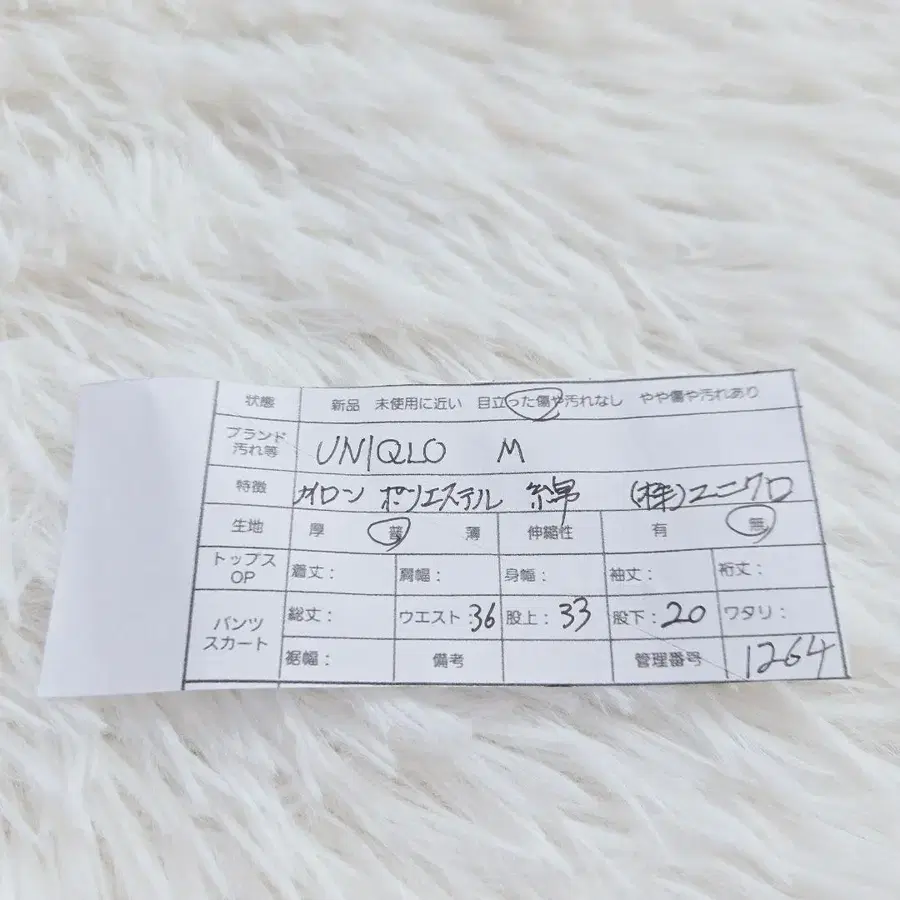 状態 新品 未使用に近い 目立った傷や汚れなし やや傷や汚れあり
ブランド
汚れ等
UNIQLO M
特徴 ナイロン ポリエステル 綿 (株)ユニクロ
生地 厚 普 薄 伸縮性 有 無
トップス
OP
着丈: 肩幅: 身幅: 袖丈: 裄丈:
パンツ
スカート
総丈: ウエスト:36 股上:33 股下:20 ワタリ:
裾幅: 備考 管理番号 1264